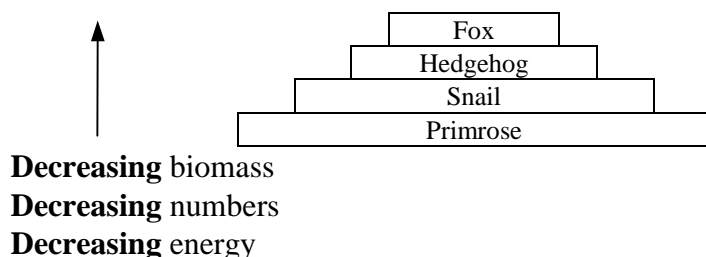 Fox
Hedgehog
Snail
Primrose
Decreasing biomass
Decreasing numbers
Decreasing energy